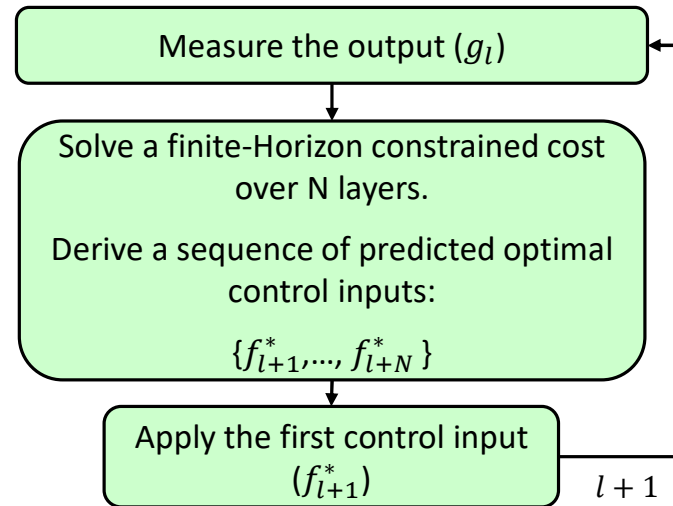 Measure the output (g_l)
Solve a finite-Horizon constrained cost
over N layers.
Derive a sequence of predicted optimal
control inputs:
{f*_{l+1},..., f*_{l+N} }
Apply the first control input
(f*_{l+1})
l + 1